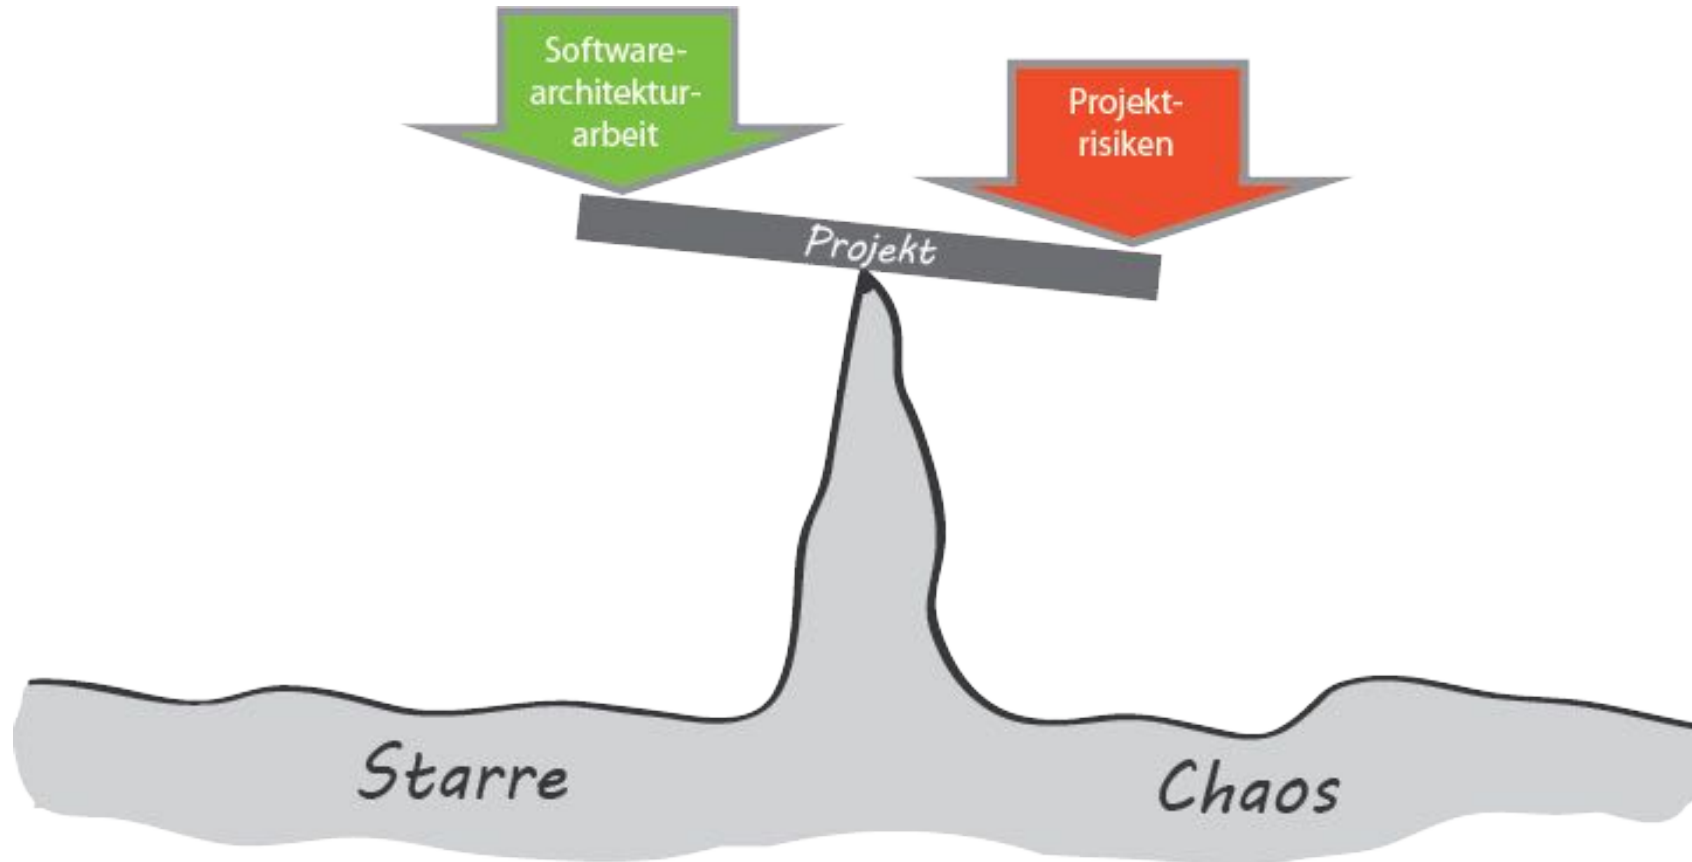 Software-
architektur-
arbeit
Projekt-
risiken
Projekt
Starre
Chaos